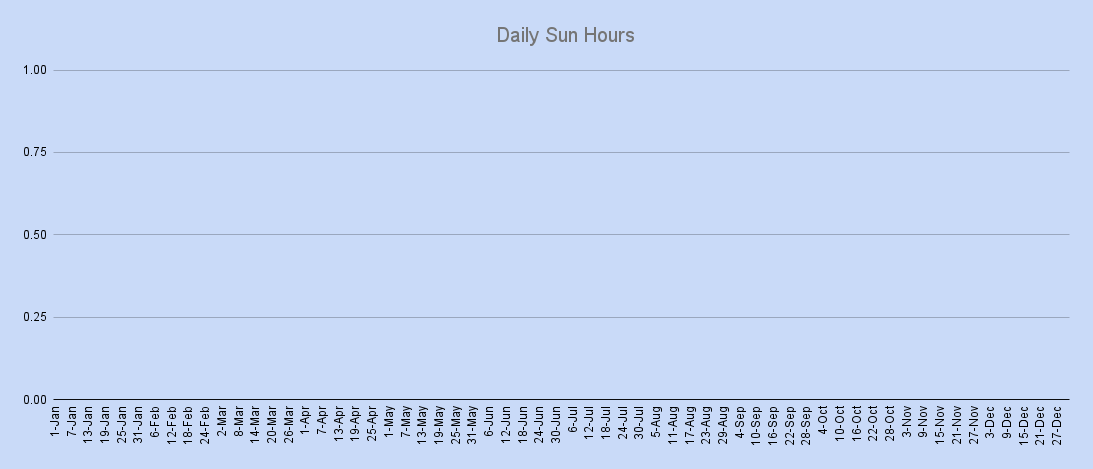 Daily Sun Hours
1.00
0.75
0.50
0.25
0.00
1-Jan
7-Jan
13-Jan
19-Jan
25-Jan
31-Jan
6-Feb
12-Feb
18-Feb
24-Feb
2-Mar
8-Mar
14-Mar
20-Mar
26-Mar
1-Apr
7-Apr
13-Apr
19-Apr
25-Apr
1-May
7-May
13-May
19-May
25-May
31-May
6-Jun
12-Jun
18-Jun
24-Jun
30-Jun
6-Jul
12-Jul
18-Jul
24-Jul
30-Jul
5-Aug
11-Aug
17-Aug
23-Aug
29-Aug
4-Sep
10-Sep
16-Sep
22-Sep
28-Sep
4-Oct
10-Oct
16-Oct
22-Oct
28-Oct
3-Nov
9-Nov
15-Nov
21-Nov
27-Nov
3-Dec
9-Dec
15-Dec
21-Dec
27-Dec